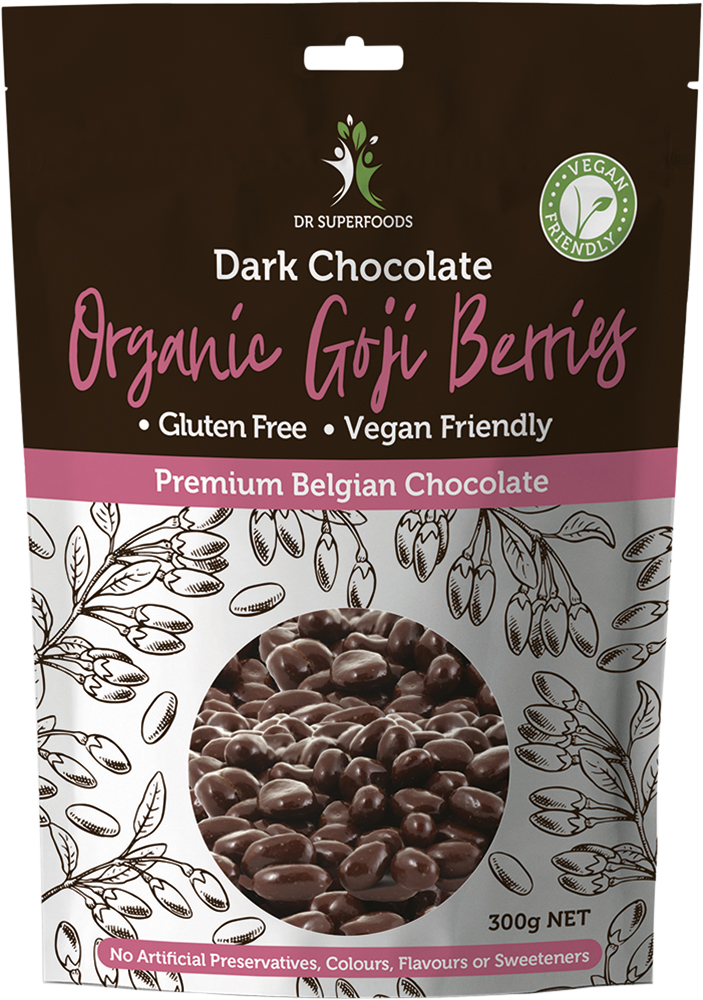 DR SUPERFOODS
VEGAN
FRIENDLY
Dark Chocolate
Organic Goji Berries
• Gluten Free • Vegan Friendly
Premium Belgian Chocolate
300g NET
No Artificial Preservatives, Colours, Flavours or Sweeteners